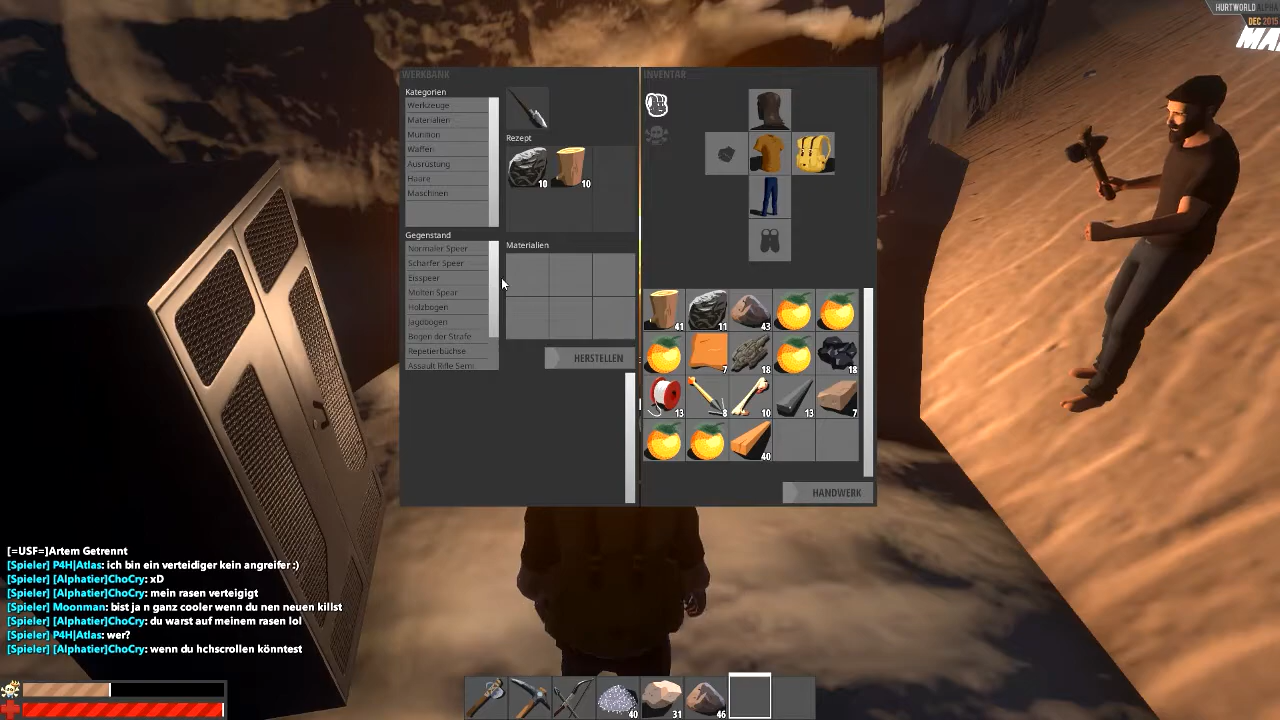 HURTWORLD ALPHA
DEC 2015
WERKBANK
Kategorien
Werkzeuge
Materialien
Munition
Waffen
Ausrüstung
Haare
Maschinen
Rezept
10
10
Gegenstand
Normaler Speer
Scharfer Speer
Eisspeer
Molten Spear
Holzbogen
Jagdbogen
Bogen der Strafe
Repetierbüchse
Assault Rifle Semi
Materialien
HERSTELLEN
INVENTAR
41
11
43
7
18
18
13
8
10
13
7
40
HANDWERK
[=USF=]Artem Getrennt
[Spieler] P4H|Atlas: ich bin ein verteidiger kein angreifer :)
[Spieler] [Alphatier]ChoCry: xD
[Spieler] [Alphatier]ChoCry: mein rasen verteigigt
[Spieler] Moonman: bist ja n ganz cooler wenn du nen neuen killst
[Spieler] [Alphatier]ChoCry: du warst auf meinem rasen lol
[Spieler] P4H|Atlas: wer?
[Spieler] [Alphatier]ChoCry: wenn du hchscrollen könntest
40
31
46